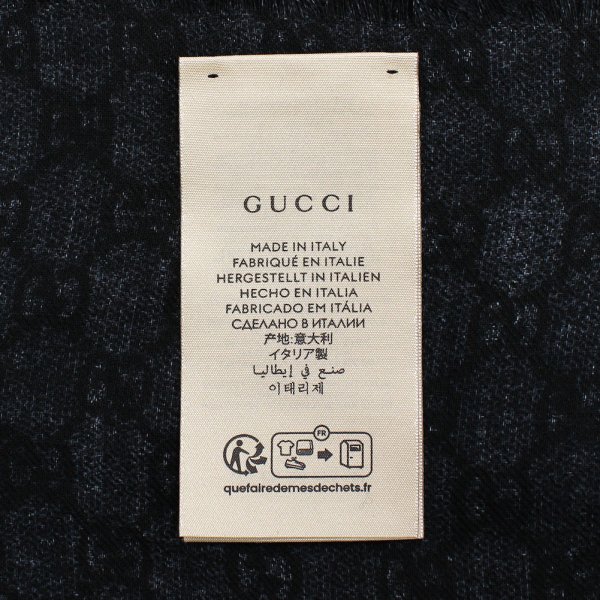 GUCCI
MADE IN ITALY
FABRIQUÉ EN ITALIE
HERGESTELLT IN ITALIEN
HECHO EN ITALIA
FABRICADO EM ITÁLIA
СДЕЛАНО В ИТАЛИИ
产地:意大利
イタリア製
صنع في إيطاليا
이태리제
FR
quefairedemesdechets.fr